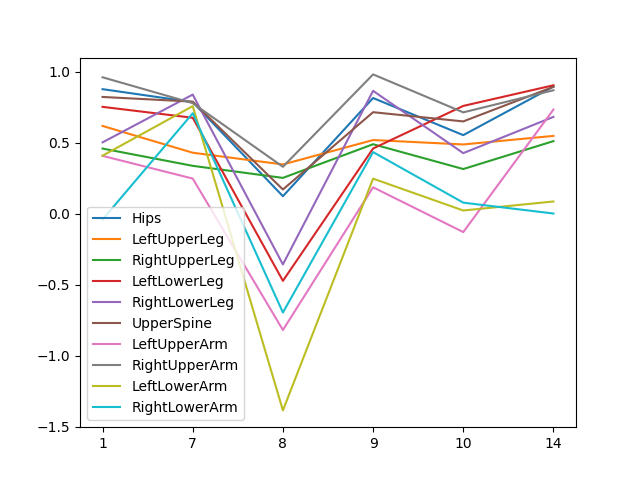 1.0
0.5
0.0
−0.5
−1.0
−1.5
Hips
LeftUpperLeg
RightUpperLeg
LeftLowerLeg
RightLowerLeg
UpperSpine
LeftUpperArm
RightUpperArm
LeftLowerArm
RightLowerArm
1 7 8 9 10 14